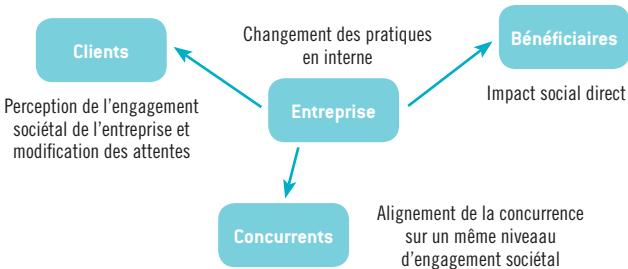 Clients
Changement des pratiques
en interne
Bénéficiaires
Perception de l'engagement
sociétal de l'entreprise et
modification des attentes
Entreprise
Impact social direct
Concurrents
Alignement de la concurrence
sur un même niveaau
d'engagement sociétal